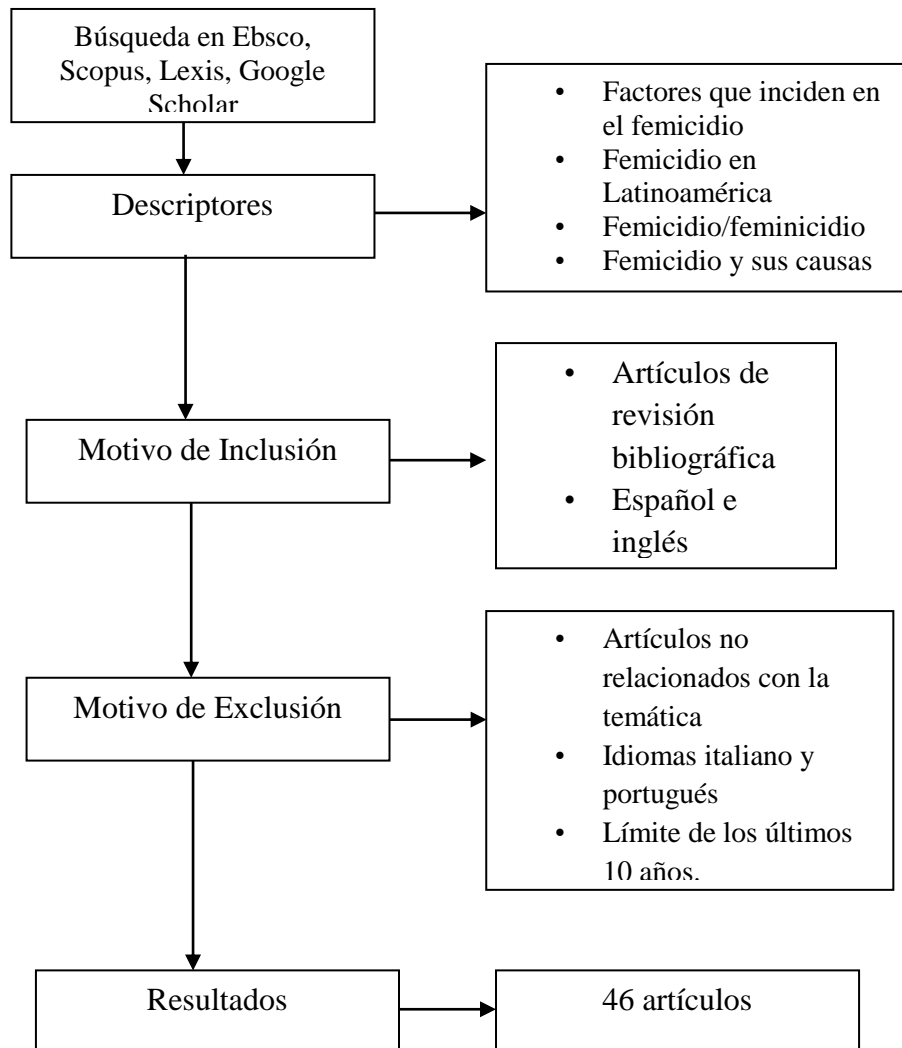 Búsqueda en Ebsco,
Scopus, Lexis, Google
Scholar
Descriptores
• Factores que inciden en
el femicidio
• Femicidio en
Latinoamérica
• Femicidio/feminicidio
• Femicidio y sus causas
Motivo de Inclusión
• Artículos de
revisión
bibliográfica
• Español e
inglés
Motivo de Exclusión
• Artículos no
relacionados con la
temática
• Idiomas italiano y
portugués
• Límite de los últimos
10 años.
Resultados
46 artículos